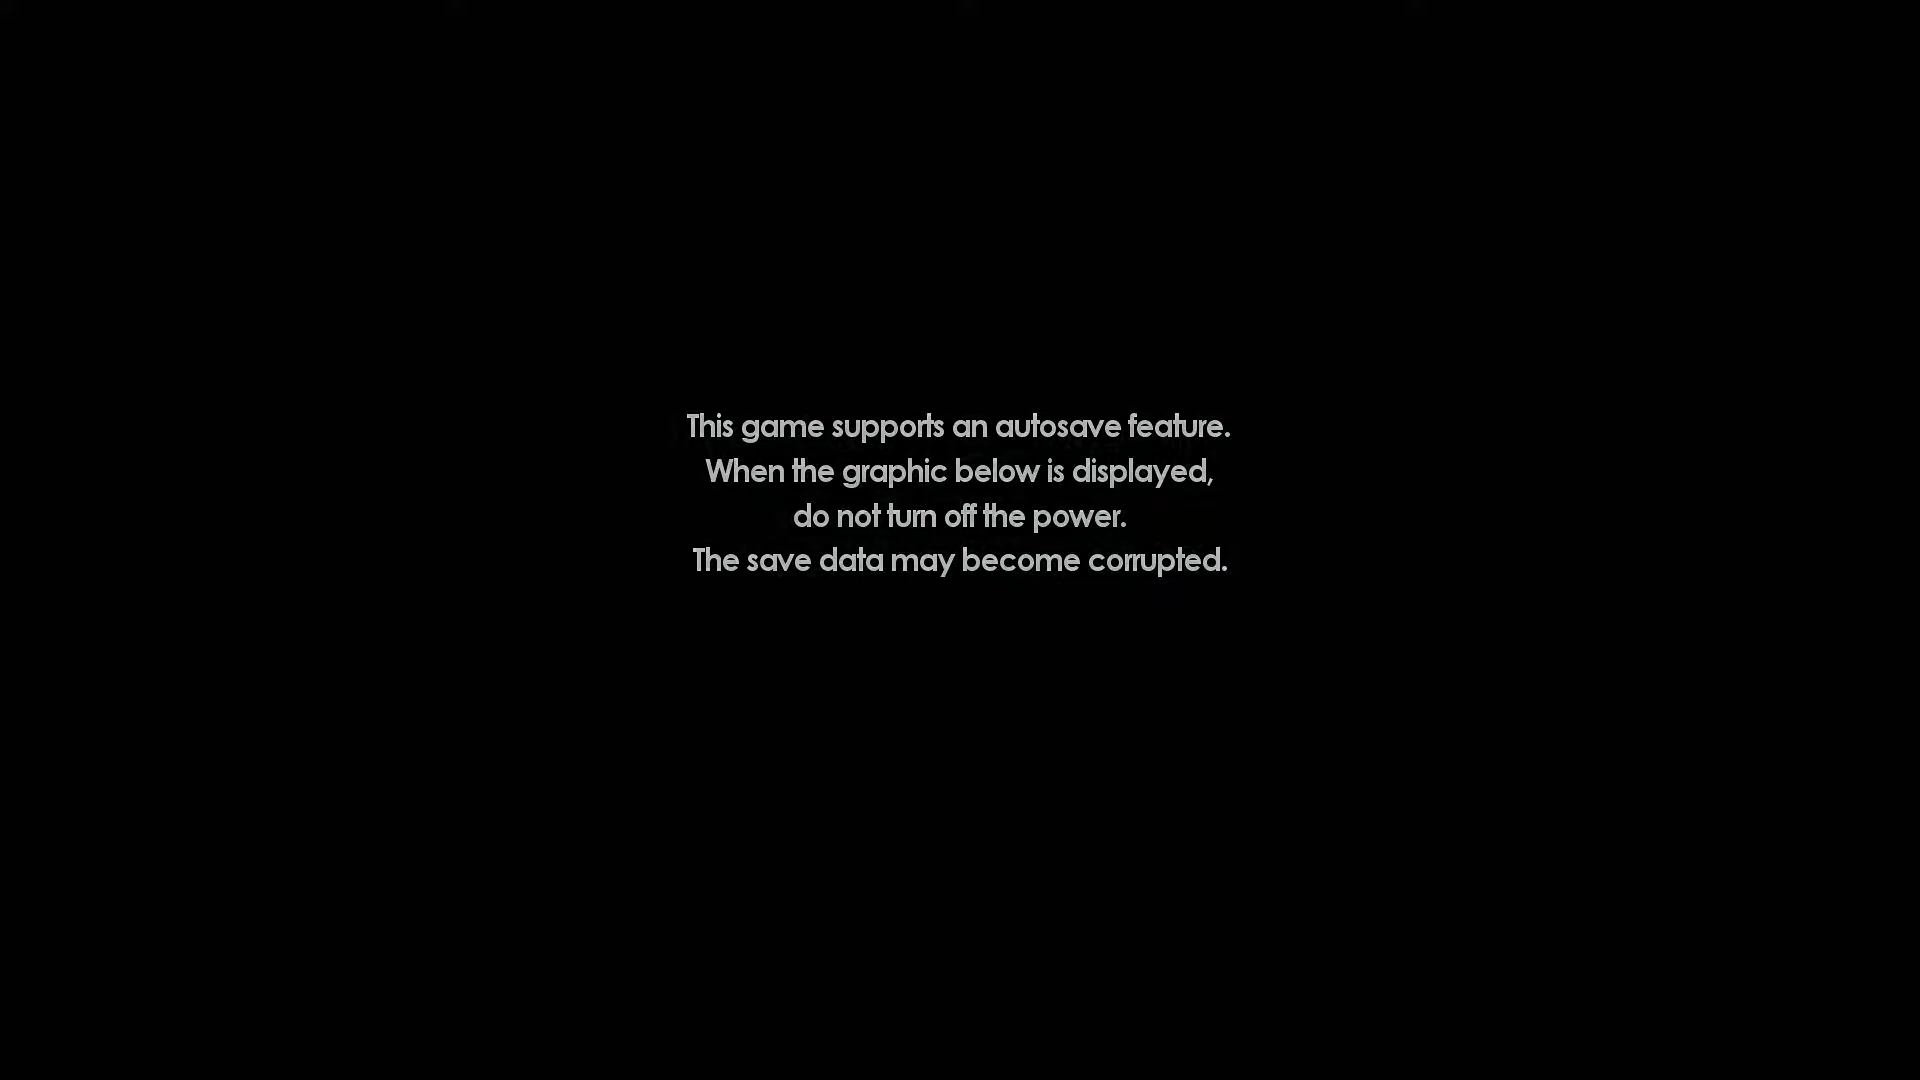 This game supports an autosave feature.
When the graphic below is displayed,
do not turn off the power.
The save data may become corrupted.